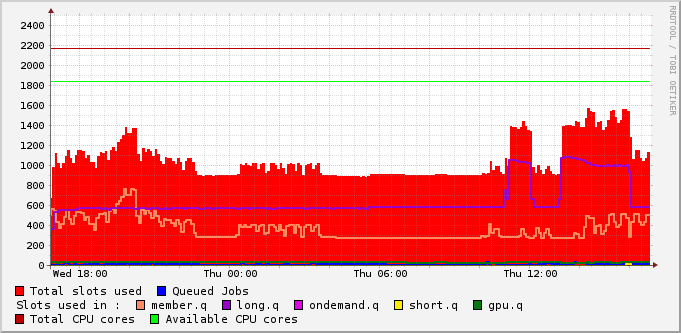 2400
2200
2000
1800
1600
1400
1200
1000
800
600
400
200
0
Wed 18:00 Thu 00:00 Thu 06:00 Thu 12:00
Total slots used Queued Jobs
Slots used in : member.q long.q ondemand.q short.q gpu.q
Total CPU cores Available CPU cores
RRDTOOL / TOBI OETIKER